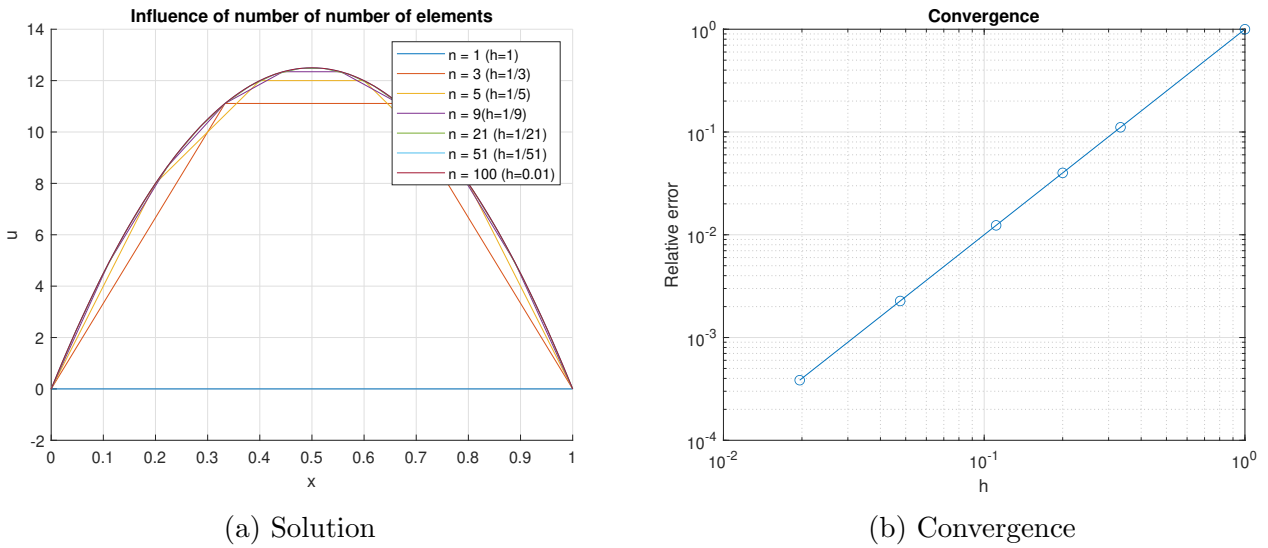 Influence of number of number of elements
14
12
10
8
6
4
2
0
-2
u
0 0.1 0.2 0.3 0.4 0.5 0.6 0.7 0.8 0.9 1
x
n = 1 (h=1)
n = 3 (h=1/3)
n = 5 (h=1/5)
n = 9(h=1/9)
n = 21 (h=1/21)
n = 51 (h=1/51)
n = 100 (h=0.01)
(a) Solution
Convergence
10^0
10^-1
10^-2
10^-3
10^-4
Relative error
10^-2 10^-1 10^0
h
(b) Convergence